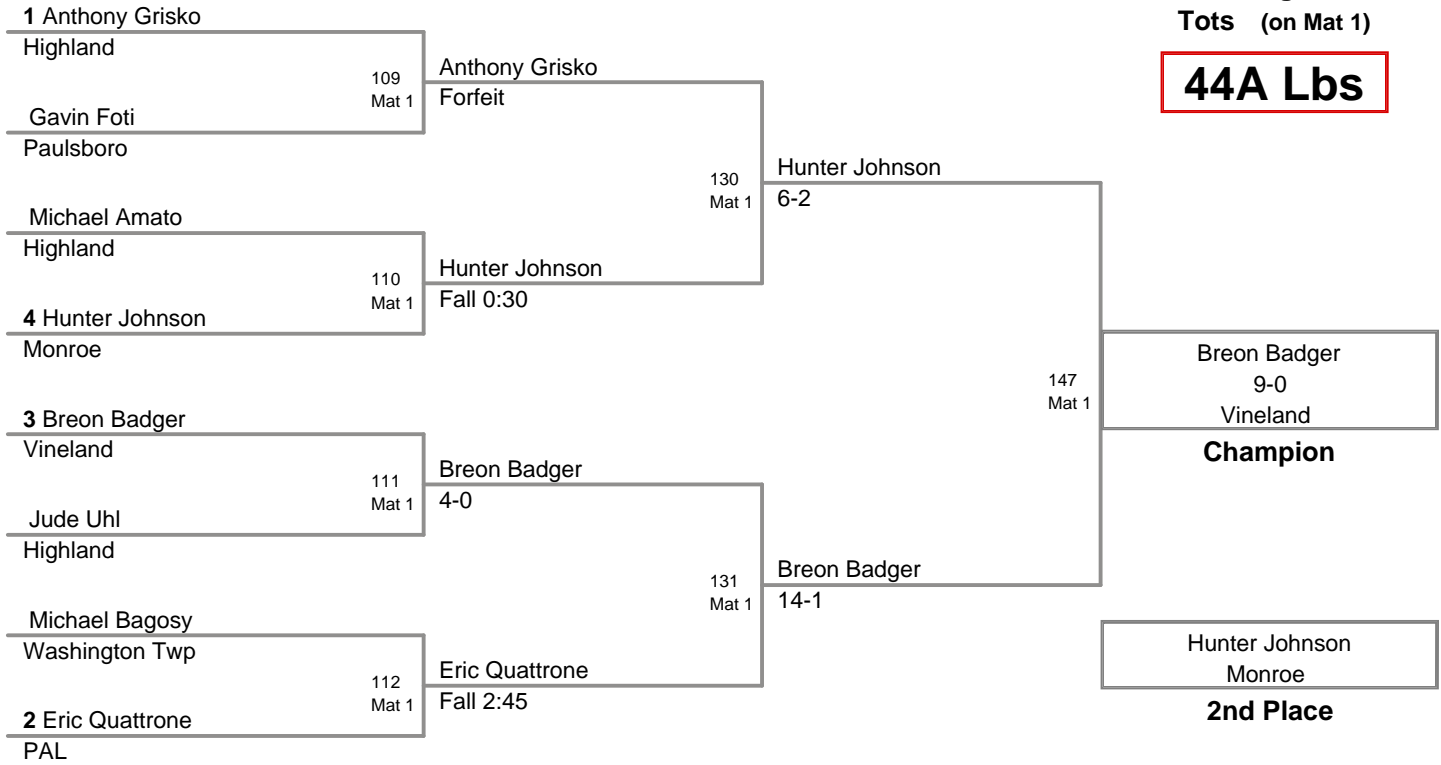 Tots (on Mat 1)
44A Lbs
1 Anthony Grisko
Highland
109
Mat 1
Gavin Foti
Paulsboro
Anthony Grisko
Forfeit
Michael Amato
Highland
110
Mat 1
4 Hunter Johnson
Monroe
Hunter Johnson
Fall 0:30
130
Mat 1
Hunter Johnson
6-2
3 Breon Badger
Vineland
111
Mat 1
Jude Uhl
Highland
Breon Badger
4-0
Michael Bagosy
Washington Twp
112
Mat 1
2 Eric Quattrone
PAL
Eric Quattrone
Fall 2:45
131
Mat 1
Breon Badger
14-1
147
Mat 1
Breon Badger
9-0
Vineland
Champion
Hunter Johnson
Monroe
2nd Place